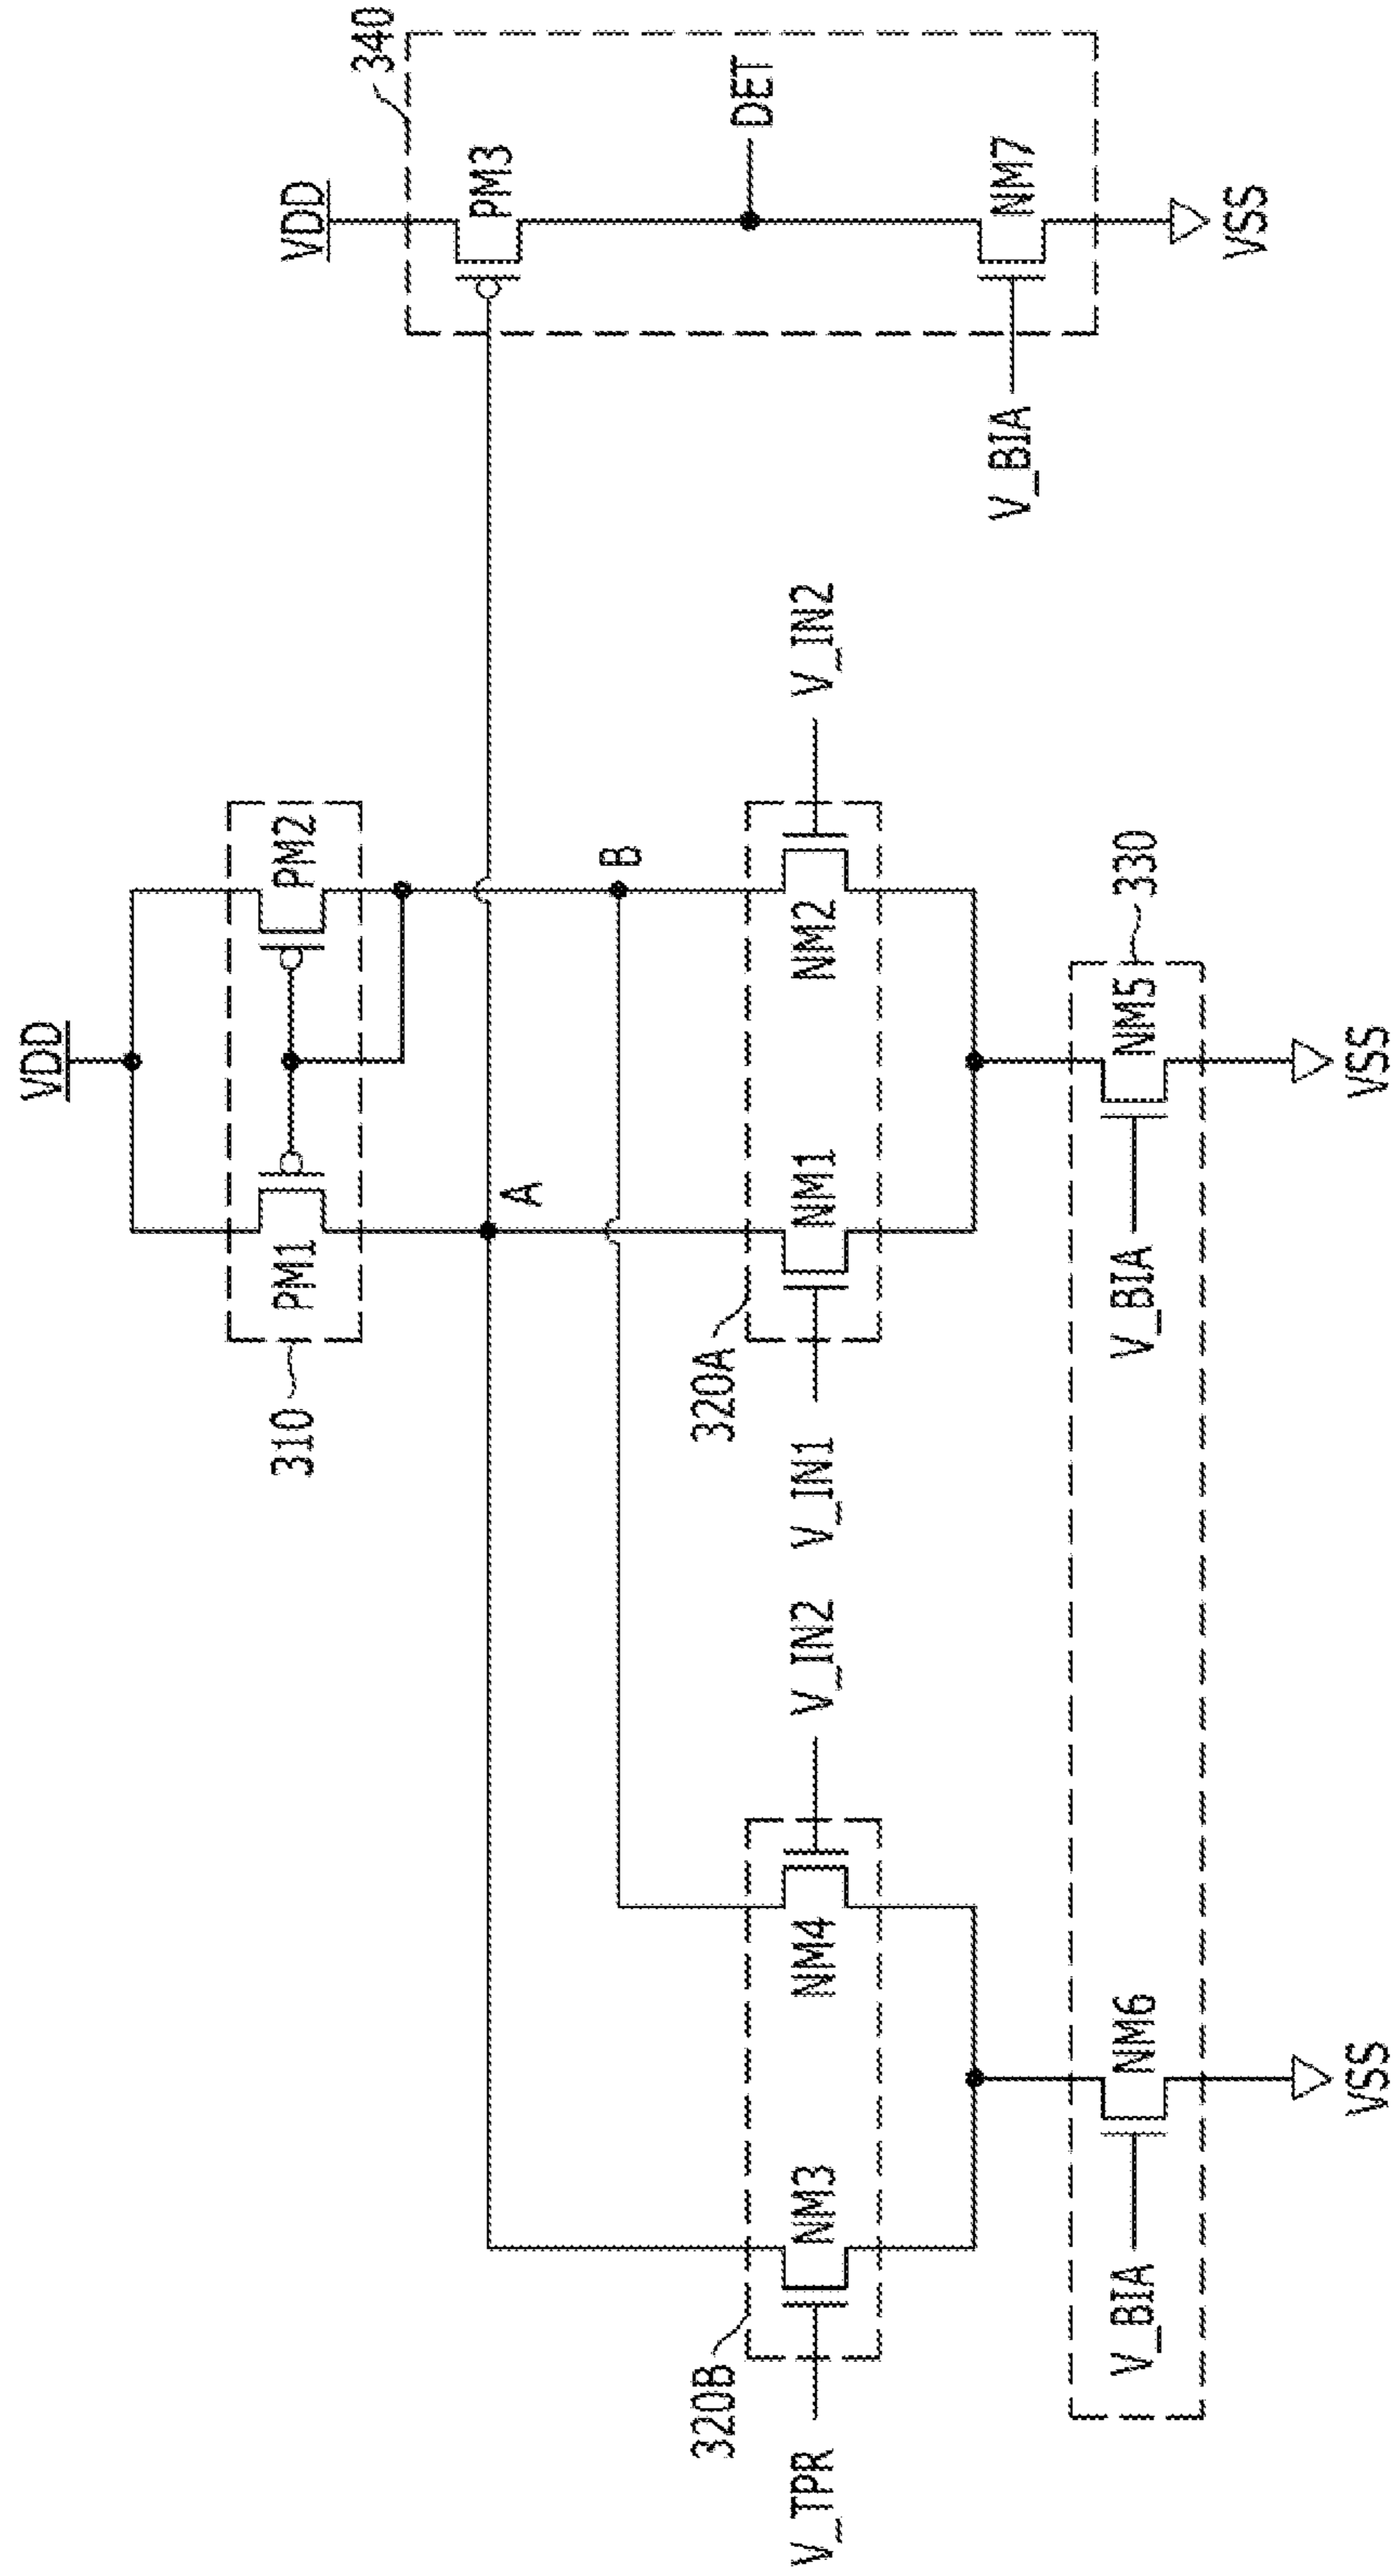 VDD
310
PM1
PM2
VDD
340
PM3
A
B
320B
320A
DET
V_TPR
NM3
NM4
V_IN2
V_IN1
NM1
NM2
V_IN2
V_BIA
NM7
V_BIA
NM6
V_BIA
NM5
330
VSS
VSS
VSS